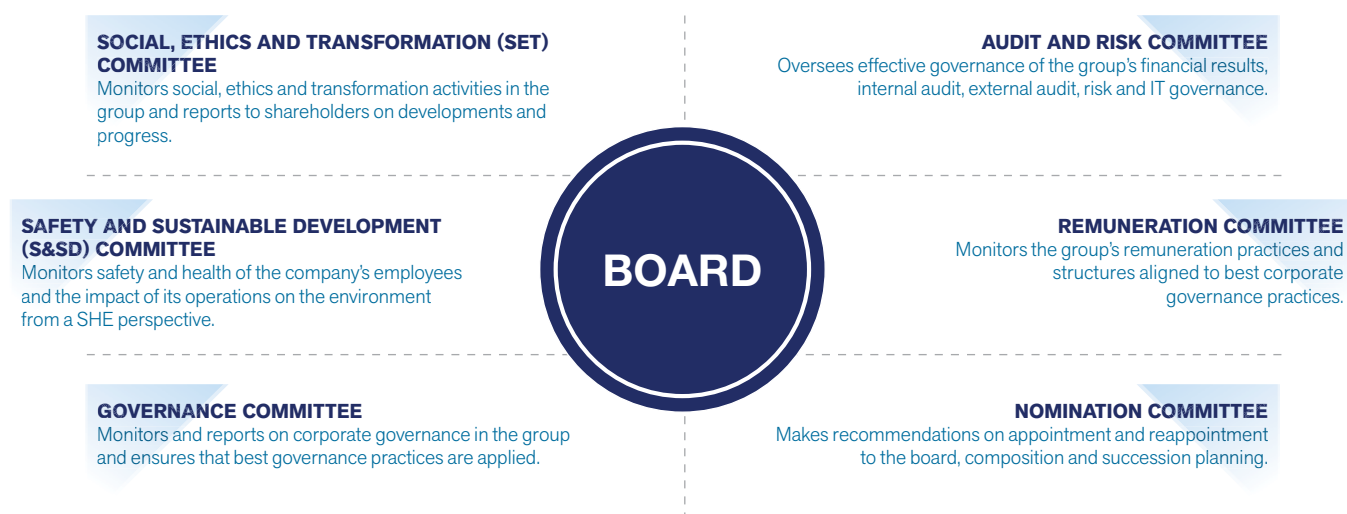 SOCIAL, ETHICS AND TRANSFORMATION (SET)
COMMITTEE
Monitors social, ethics and transformation activities in the
group and reports to shareholders on developments and
progress.
AUDIT AND RISK COMMITTEE
Oversees effective governance of the group's financial results,
internal audit, external audit, risk and IT governance.
SAFETY AND SUSTAINABLE DEVELOPMENT
(S&SD) COMMITTEE
Monitors safety and health of the company's employees
and the impact of its operations on the environment
from a SHE perspective.
BOARD
REMUNERATION COMMITTEE
Monitors the group's remuneration practices and
structures aligned to best corporate
governance practices.
GOVERNANCE COMMITTEE
Monitors and reports on corporate governance in the group
and ensures that best governance practices are applied.
NOMINATION COMMITTEE
Makes recommendations on appointment and reappointment
to the board, composition and succession planning.